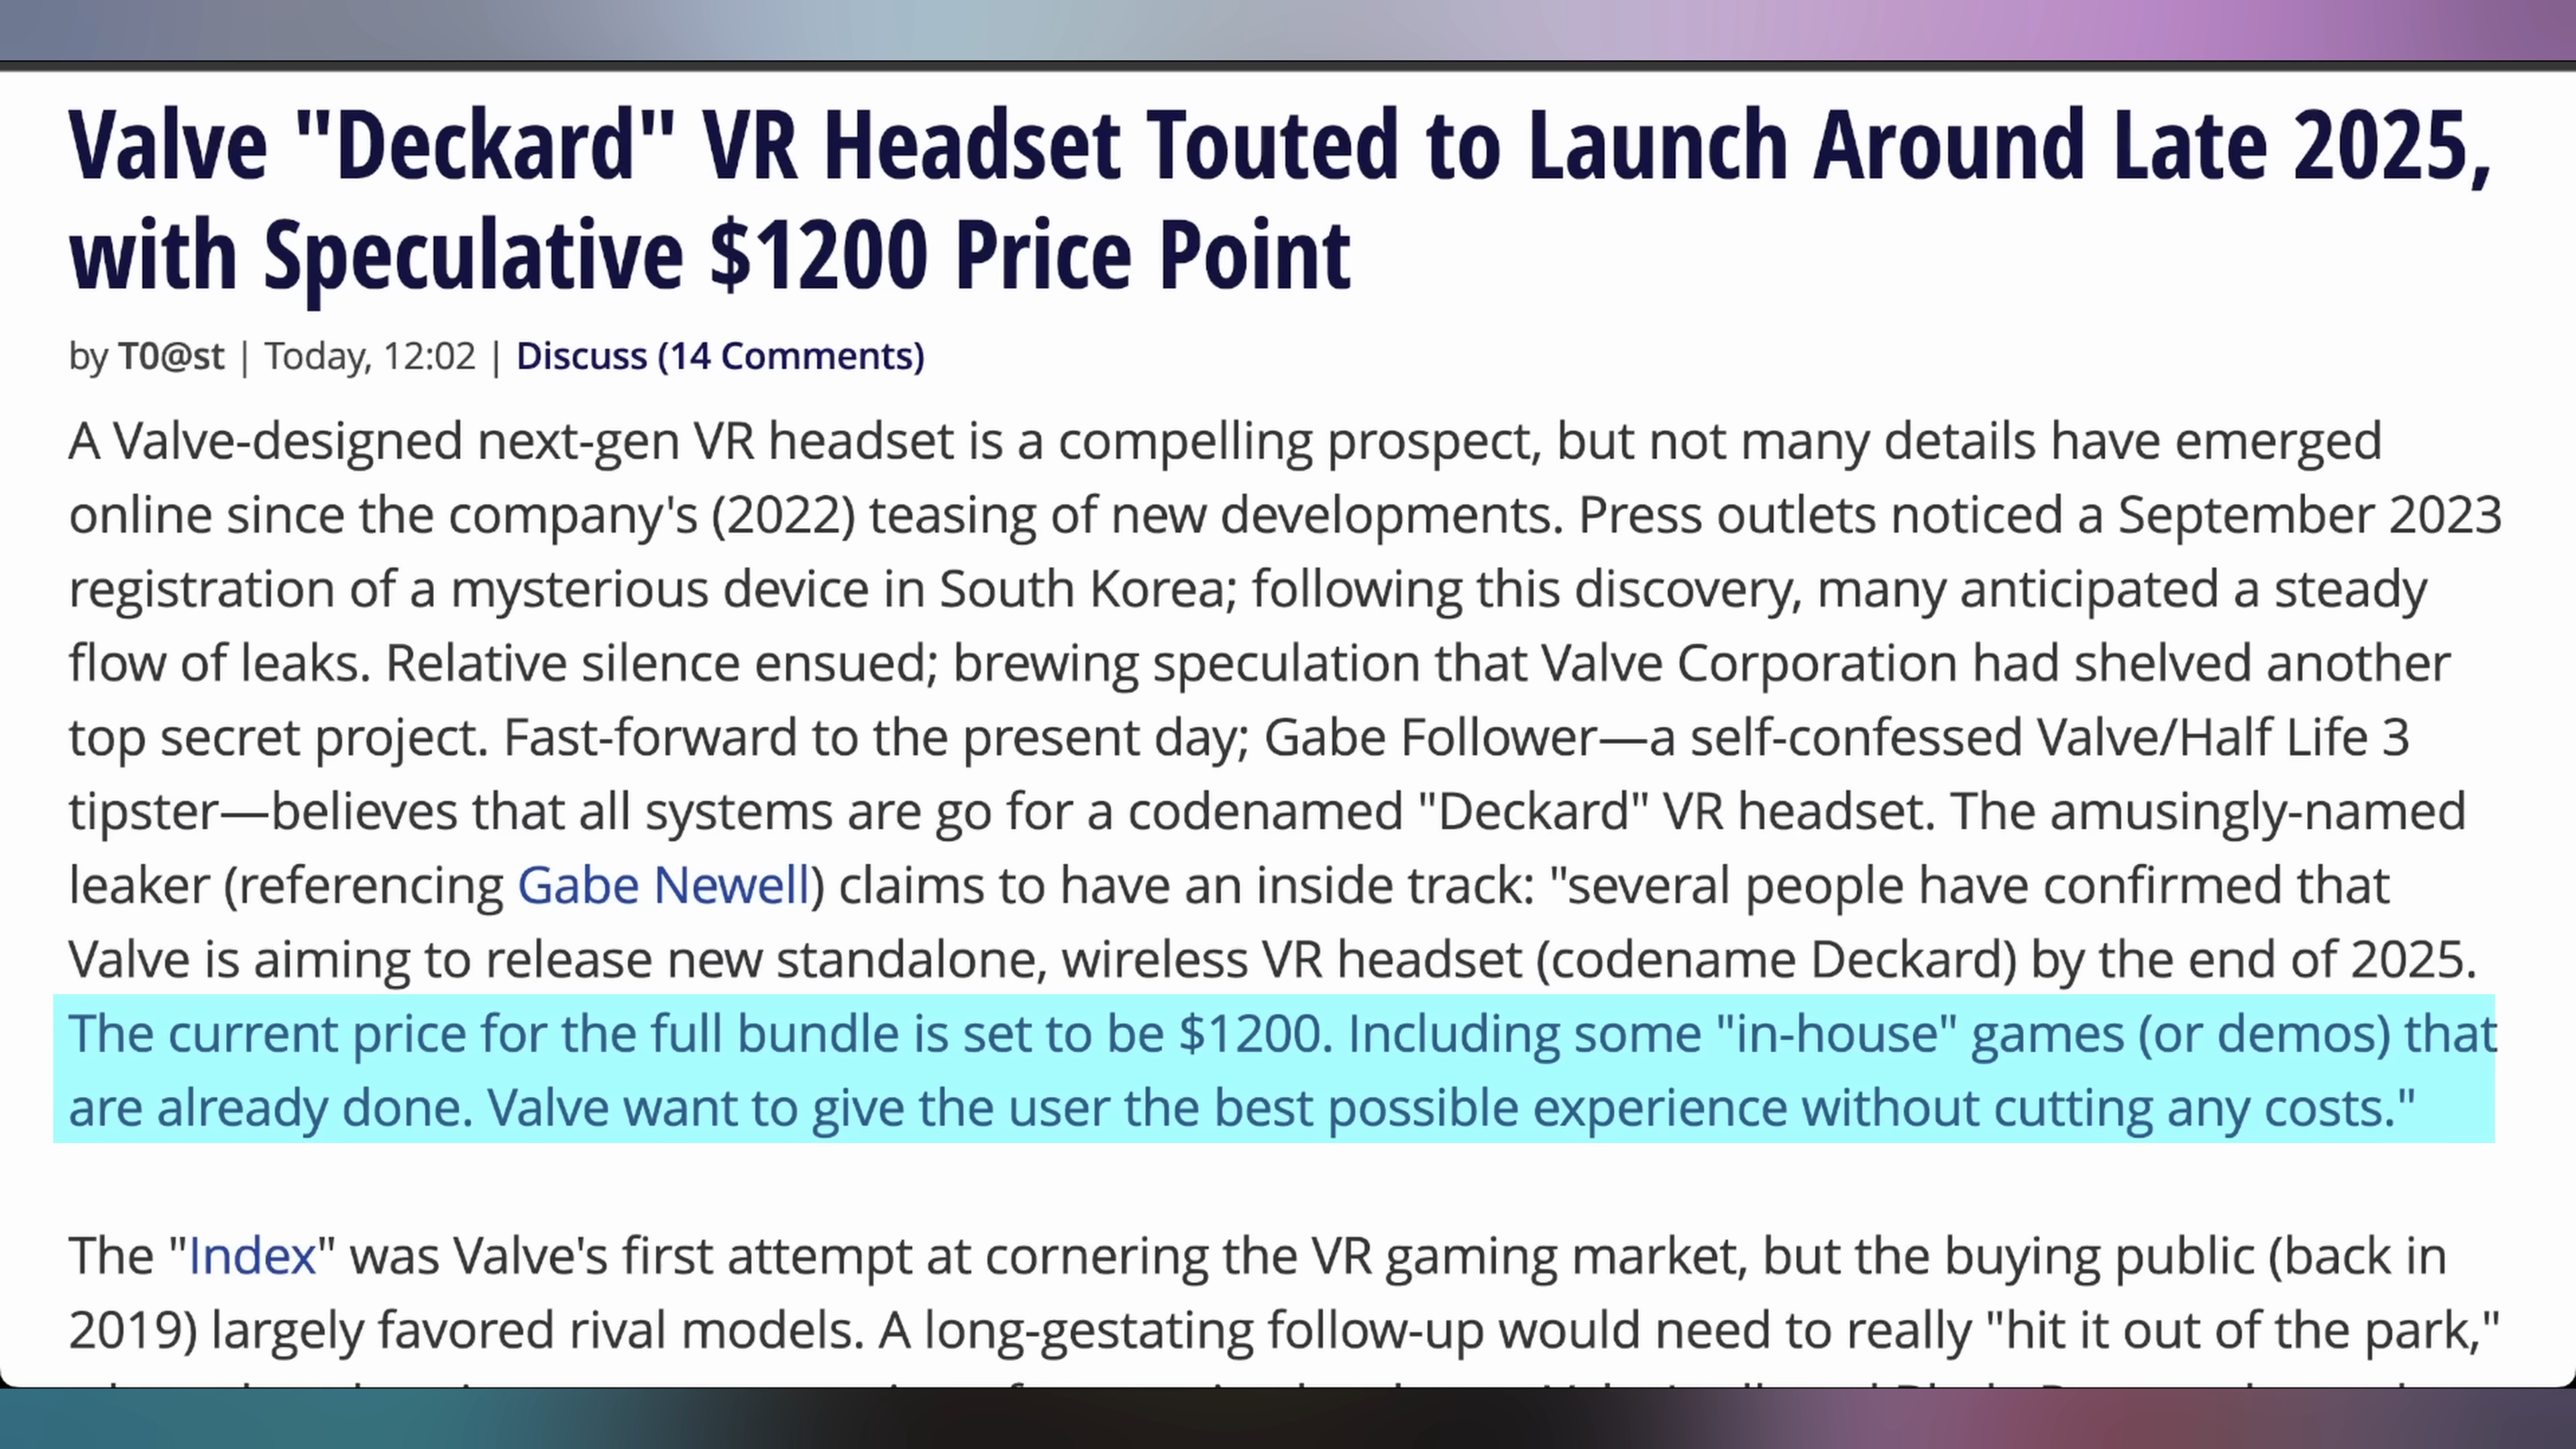 Valve "Deckard" VR Headset Touted to Launch Around Late 2025,
with Speculative $1200 Price Point
by T0@st | Today, 12:02 | Discuss (14 Comments)
A Valve-designed next-gen VR headset is a compelling prospect, but not many details have emerged
online since the company's (2022) teasing of new developments. Press outlets noticed a September 2023
registration of a mysterious device in South Korea; following this discovery, many anticipated a steady
flow of leaks. Relative silence ensued; brewing speculation that Valve Corporation had shelved another
top secret project. Fast-forward to the present day; Gabe Follower—a self-confessed Valve/Half Life 3
tipster—believes that all systems are go for a codenamed "Deckard" VR headset. The amusingly-named
leaker (referencing Gabe Newell) claims to have an inside track: "several people have confirmed that
Valve is aiming to release new standalone, wireless VR headset (codename Deckard) by the end of 2025.
The current price for the full bundle is set to be $1200. Including some "in-house" games (or demos) that
are already done. Valve want to give the user the best possible experience without cutting any costs."
The "Index" was Valve's first attempt at cornering the VR gaming market, but the buying public (back in
2019) largely favored rival models. A long-gestating follow-up would need to really "hit it out of the park,"